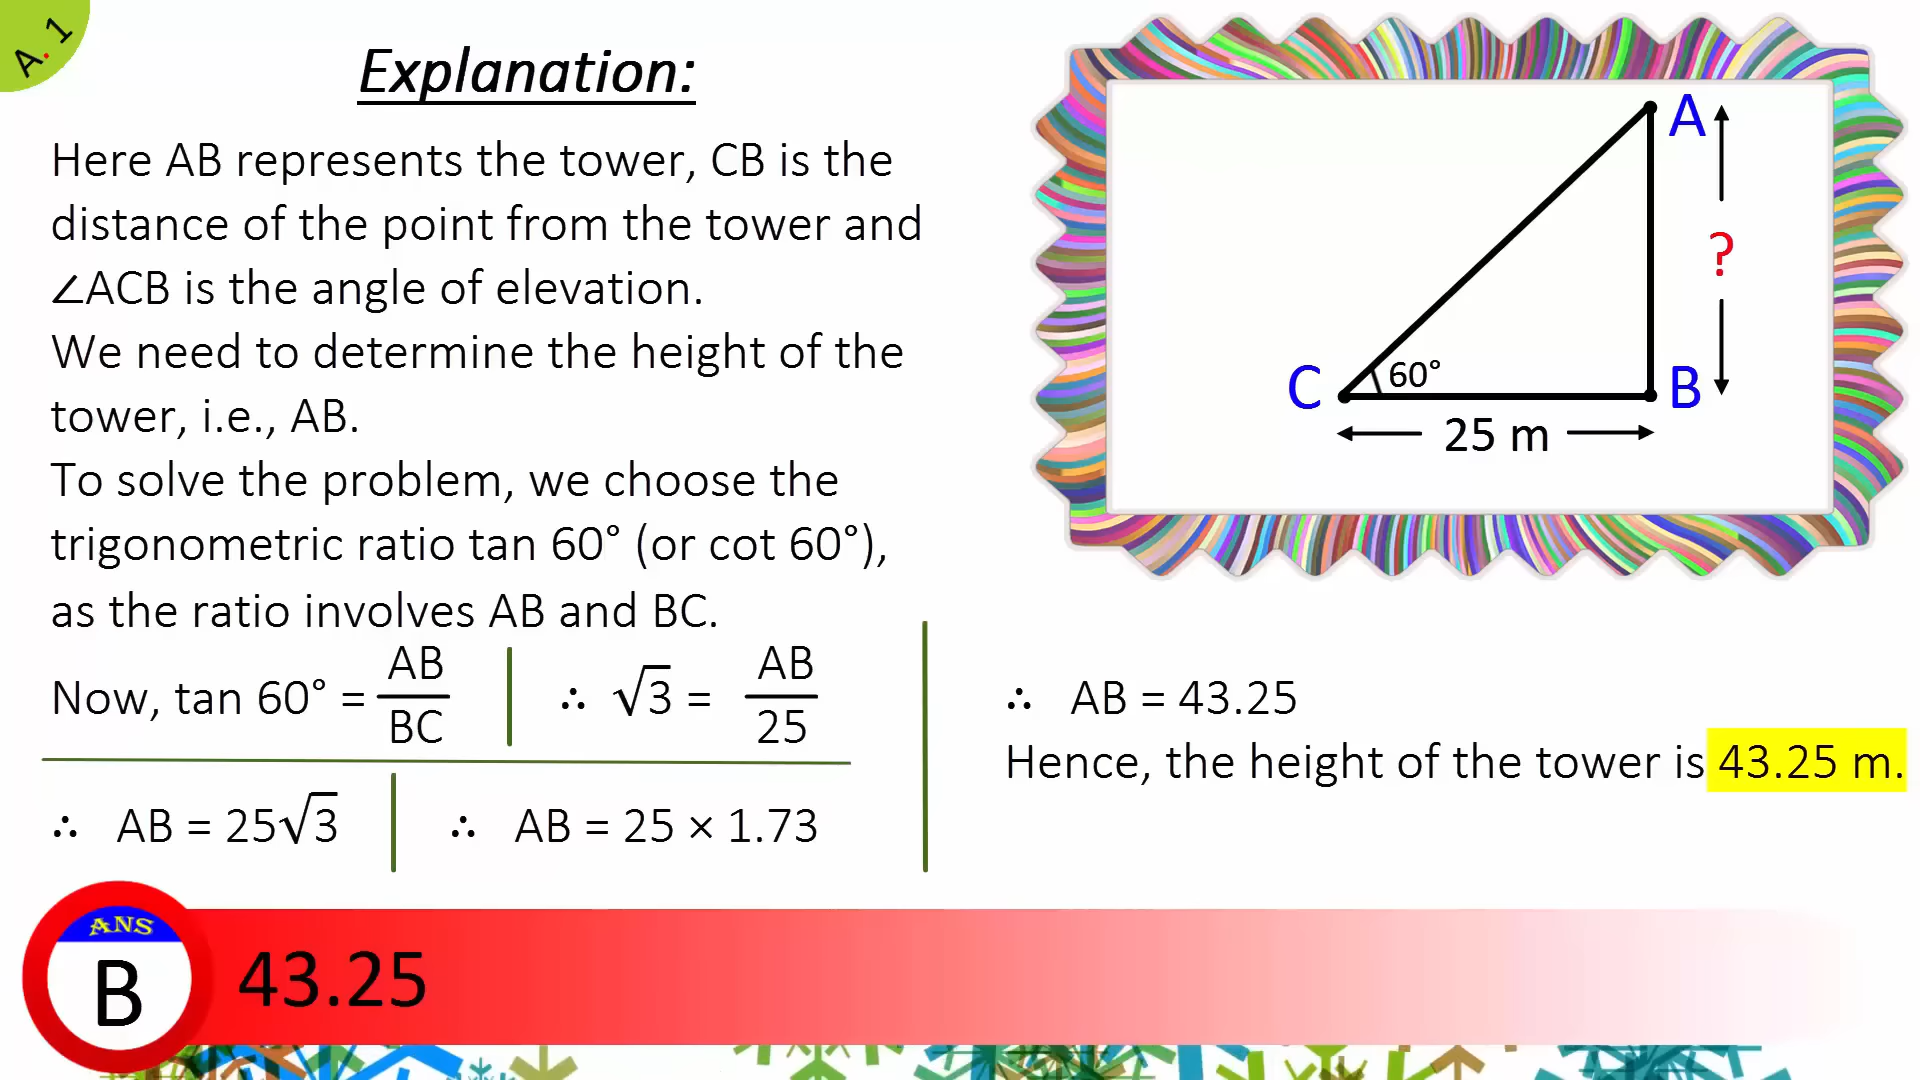 A. 1
Explanation:
Here AB represents the tower, CB is the
distance of the point from the tower and
∠ACB is the angle of elevation.
We need to determine the height of the
tower, i.e., AB.
To solve the problem, we choose the
trigonometric ratio tan 60° (or cot 60°),
as the ratio involves AB and BC.
Now, tan 60° = AB/BC
∴ √3 = AB/25
∴ AB = 25√3
∴ AB = 25 × 1.73
A
?
C
60°
B
25 m
∴ AB = 43.25
Hence, the height of the tower is 43.25 m.
ANS
B
43.25